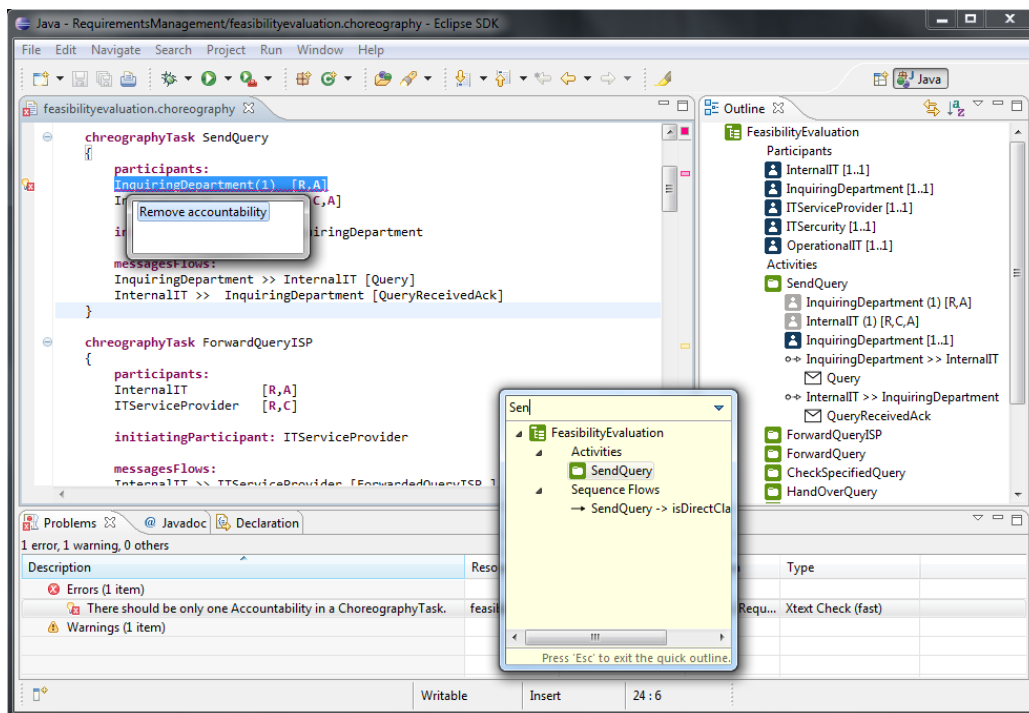 Java - RequirementsManagement/feasibilityevaluation.choreography - Eclipse SDK
File Edit Navigate Search Project Run Window Help
Java
feasibilityevaluation.choreography
chreographyTask SendQuery
{
participants:
InquiringDepartment(1) [R,A]
In C,A]
Remove accountability
in iringDepartment
messagesFlows:
InquiringDepartment >> InternalIT [Query]
InternalIT >> InquiringDepartment [QueryReceivedAck]
}
chreographyTask ForwardQueryISP
{
participants:
InternalIT [R,A]
ITServiceProvider [R,C]
initiatingParticipant: ITServiceProvider
messagesFlows:
InternalIT >> ITServiceProvider [ForwardedQueryISP ]
Outline
FeasibilityEvaluation
Participants
InternalIT [1..1]
InquiringDepartment [1..1]
ITServiceProvider [1..1]
ITSercurity [1..1]
OperationalIT [1..1]
Activities
SendQuery
InquiringDepartment (1) [R,A]
InternalIT (1) [R,C,A]
InquiringDepartment [1..1]
InquiringDepartment >> InternalIT
Query
InternalIT >> InquiringDepartment
QueryReceivedAck
ForwardQueryISP
ForwardQuery
CheckSpecifiedQuery
HandOverQuery
Sen
FeasibilityEvaluation
Activities
SendQuery
Sequence Flows
SendQuery -> isDirectCla
Press 'Esc' to exit the quick outline.
Problems @ Javadoc Declaration
1 error, 1 warning, 0 others
Description Reso Type
Errors (1 item)
There should be only one Accountability in a ChoreographyTask. feasil Requ... Xtext Check (fast)
Warnings (1 item)
Writable Insert 24 : 6